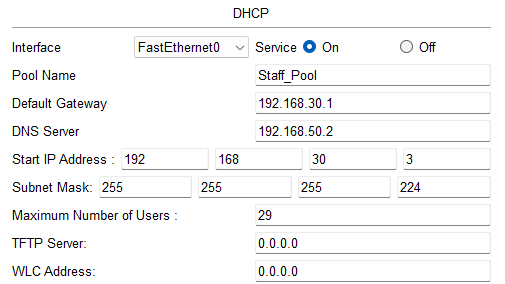 DHCP
Interface FastEthernet0 Service On Off
Pool Name Staff_Pool
Default Gateway 192.168.30.1
DNS Server 192.168.50.2
Start IP Address : 192 168 30 3
Subnet Mask: 255 255 255 224
Maximum Number of Users : 29
TFTP Server: 0.0.0.0
WLC Address: 0.0.0.0